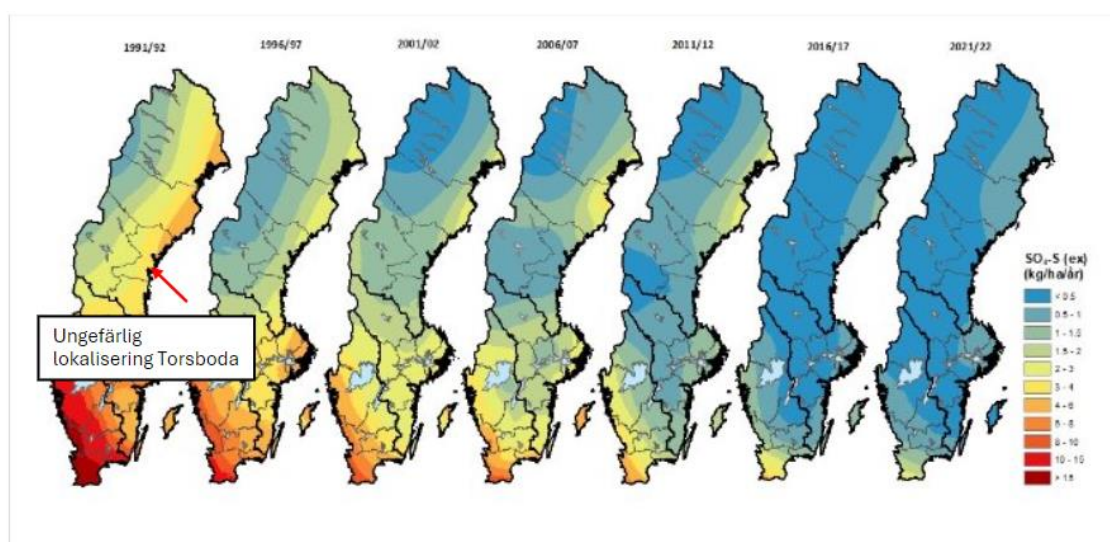 1991/92
1996/97
2001/02
2006/07
2011/12
2016/17
2021/22
Ungefärlig
lokalisering Torsboda
SO₄-S (ex)
(kg/ha/år)
< 0.5
0.5 - 1
1 - 1.5
1.5 - 2
2 - 3
3 - 4
4 - 6
6 - 8
8 - 10
10 - 15
> 15